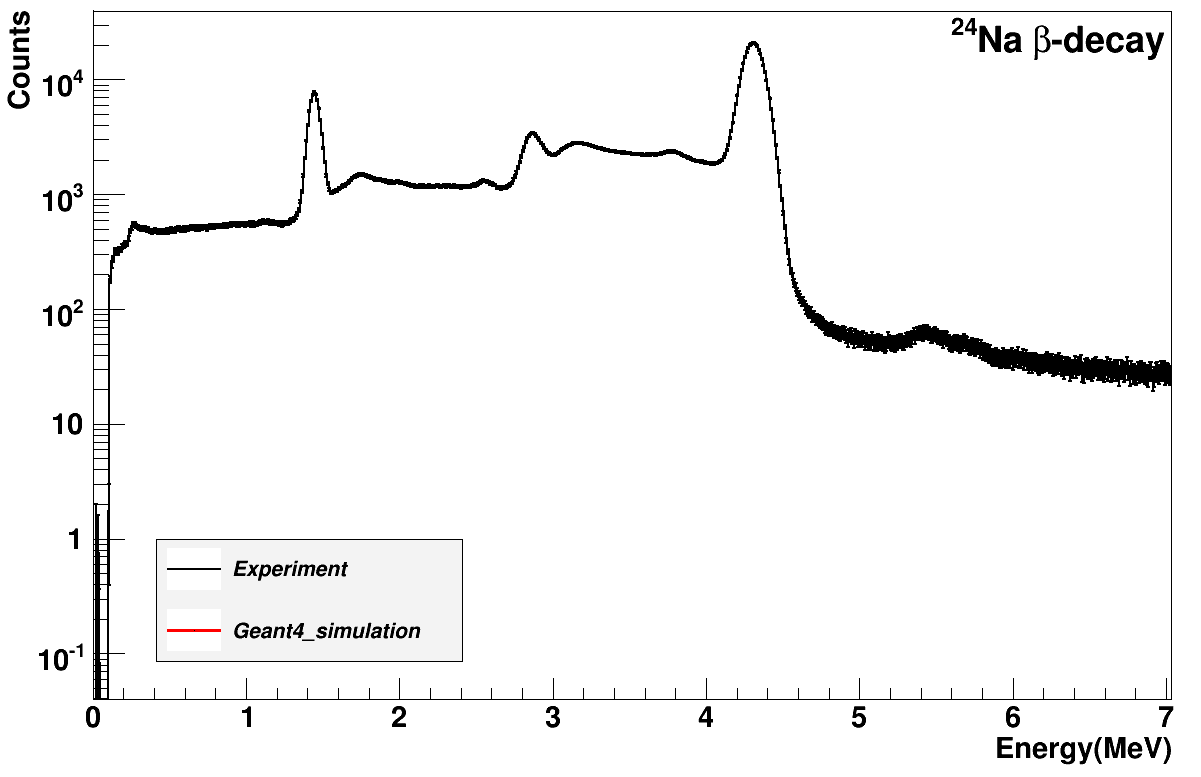 Counts
²⁴Na β-decay
10⁴
10³
10²
10
1
10⁻¹
Experiment
Geant4_simulation
0 1 2 3 4 5 6 7
Energy(MeV)